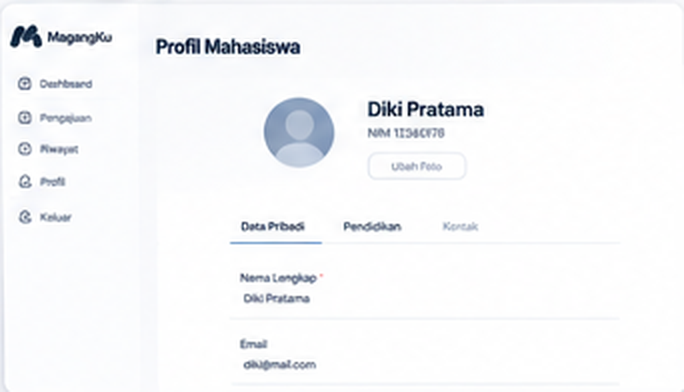 MagangKu
Dashboard
Pengajuan
Riwayat
Profil
Keluar
Profil Mahasiswa
Diki Pratama
NIM
Ubah Foto
Data Pribadi Pendidikan Kontak
Nama Lengkap *
Diki Pratama
Email
diki@mail.com